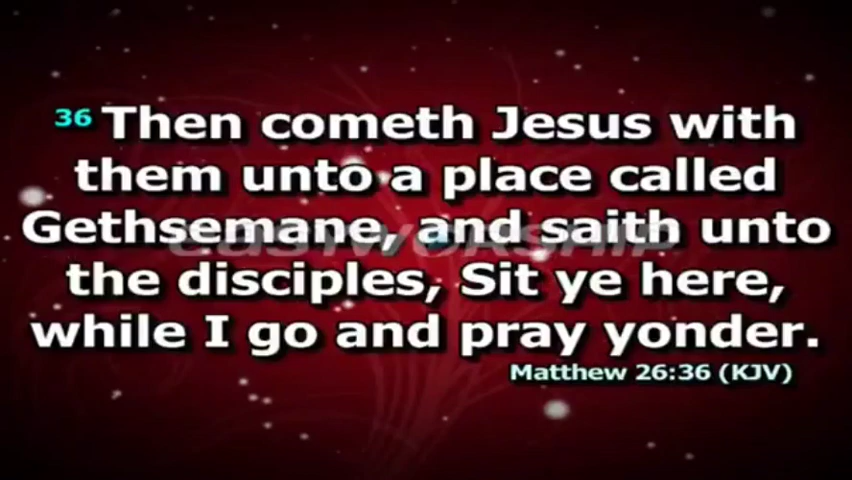 36 Then cometh Jesus with
them unto a place called
Gethsemane, and saith unto
the disciples, Sit ye here,
while I go and pray yonder.
Matthew 26:36 (KJV)